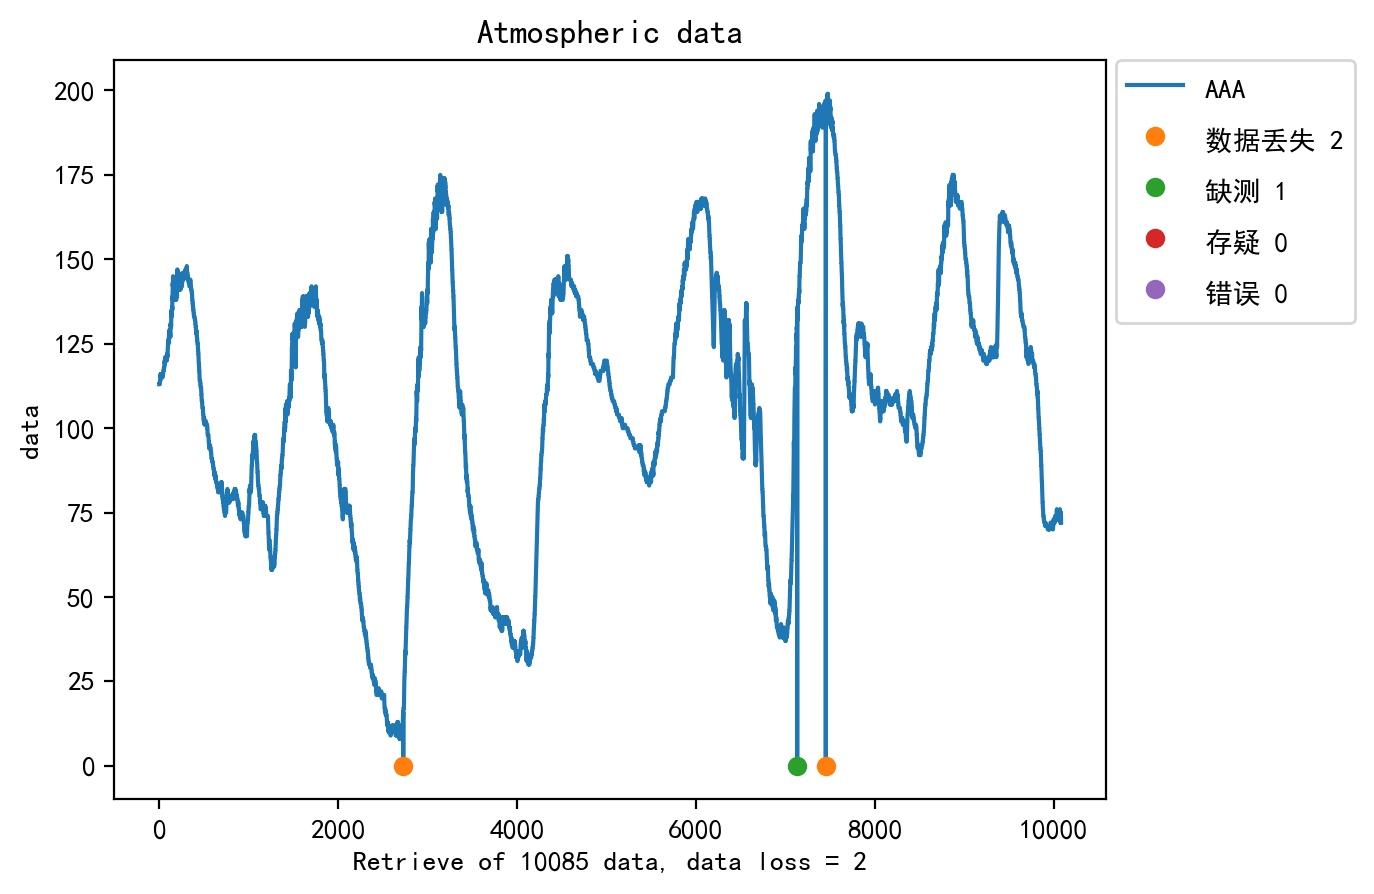 Atmospheric data
200
175
150
125
100
75
50
25
0
data
0 2000 4000 6000 8000 10000
Retrieve of 10085 data, data loss = 2
AAA
数据丢失 2
缺测 1
存疑 0
错误 0